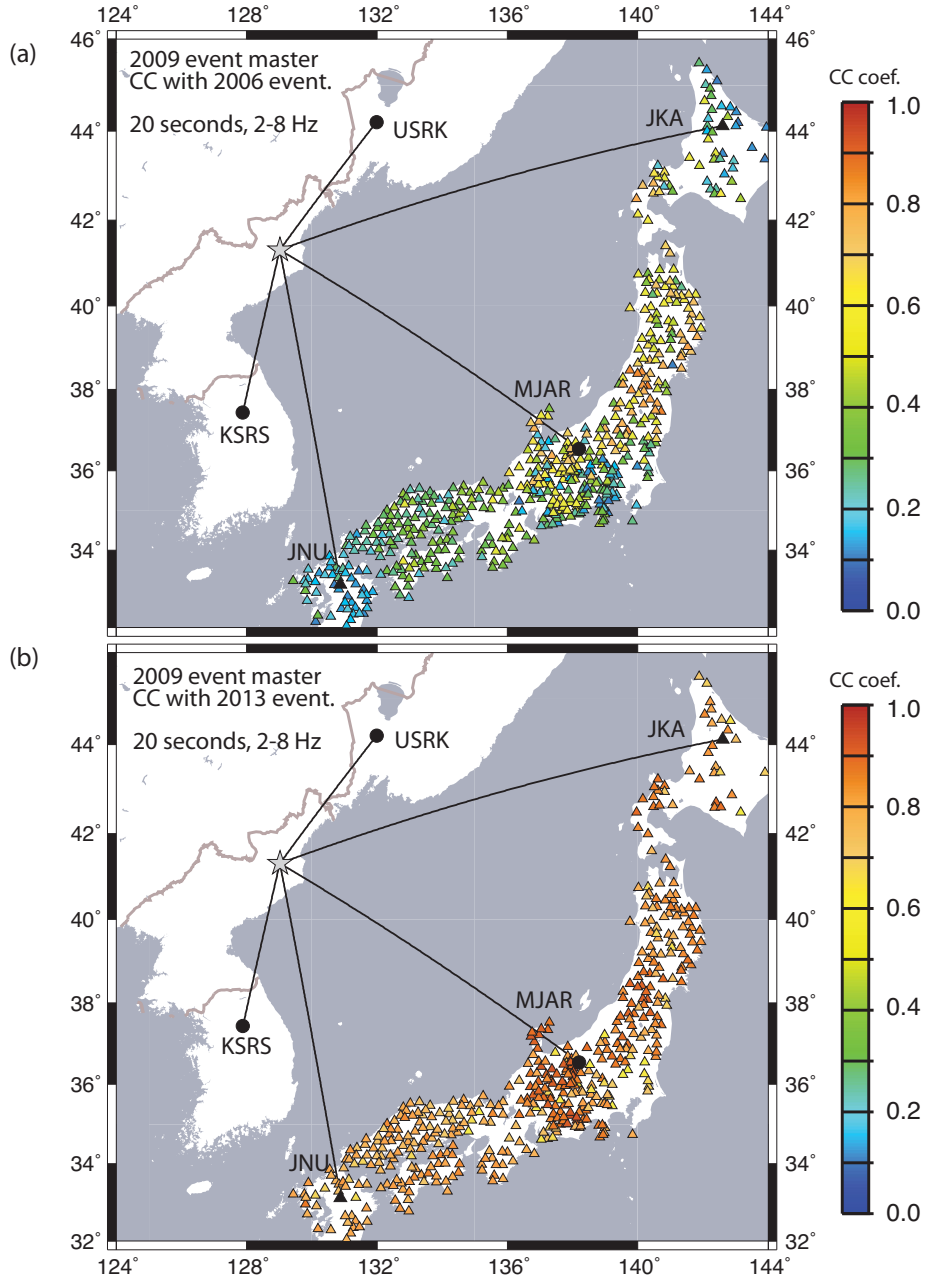 124° 128° 132° 136° 140° 144°
(a)
46°
44°
42°
40°
38°
36°
34°
2009 event master
CC with 2006 event.
20 seconds, 2-8 Hz
USRK
JKA
MJAR
KSRS
JNU
CC coef.
1.0
0.8
0.6
0.4
0.2
0.0
(b)
44°
42°
40°
38°
36°
34°
32°
2009 event master
CC with 2013 event.
20 seconds, 2-8 Hz
USRK
JKA
MJAR
KSRS
JNU
CC coef.
1.0
0.8
0.6
0.4
0.2
0.0
124° 128° 132° 136° 140° 144°